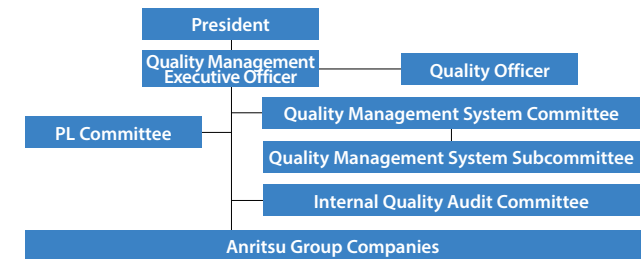 President
Quality Management
Executive Officer
Quality Officer
Quality Management System Committee
PL Committee
Quality Management System Subcommittee
Internal Quality Audit Committee
Anritsu Group Companies